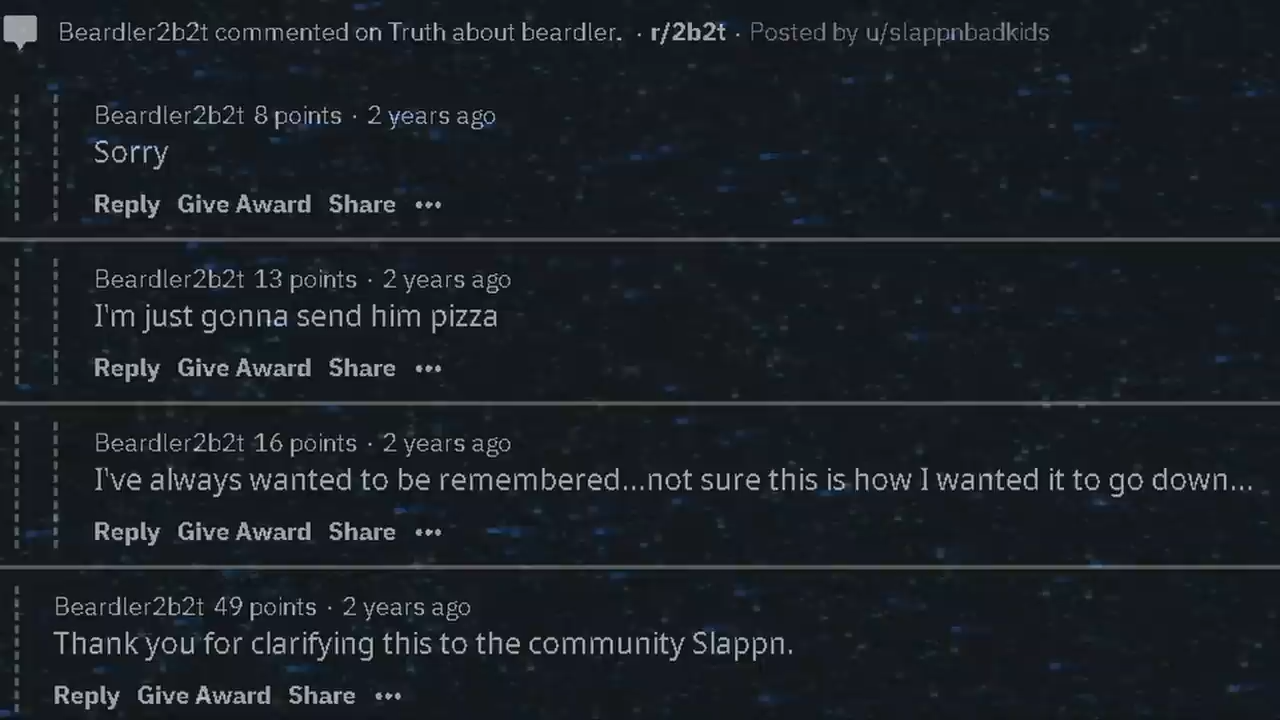 Beardler2b2t commented on Truth about beardler. · r/2b2t · Posted by u/slappnbadkids
Beardler2b2t 8 points · 2 years ago
Sorry
Reply Give Award Share •••
Beardler2b2t 13 points · 2 years ago
I'm just gonna send him pizza
Reply Give Award Share •••
Beardler2b2t 16 points · 2 years ago
I've always wanted to be remembered...not sure this is how I wanted it to go down...
Reply Give Award Share •••
Beardler2b2t 49 points · 2 years ago
Thank you for clarifying this to the community Slappn.
Reply Give Award Share •••